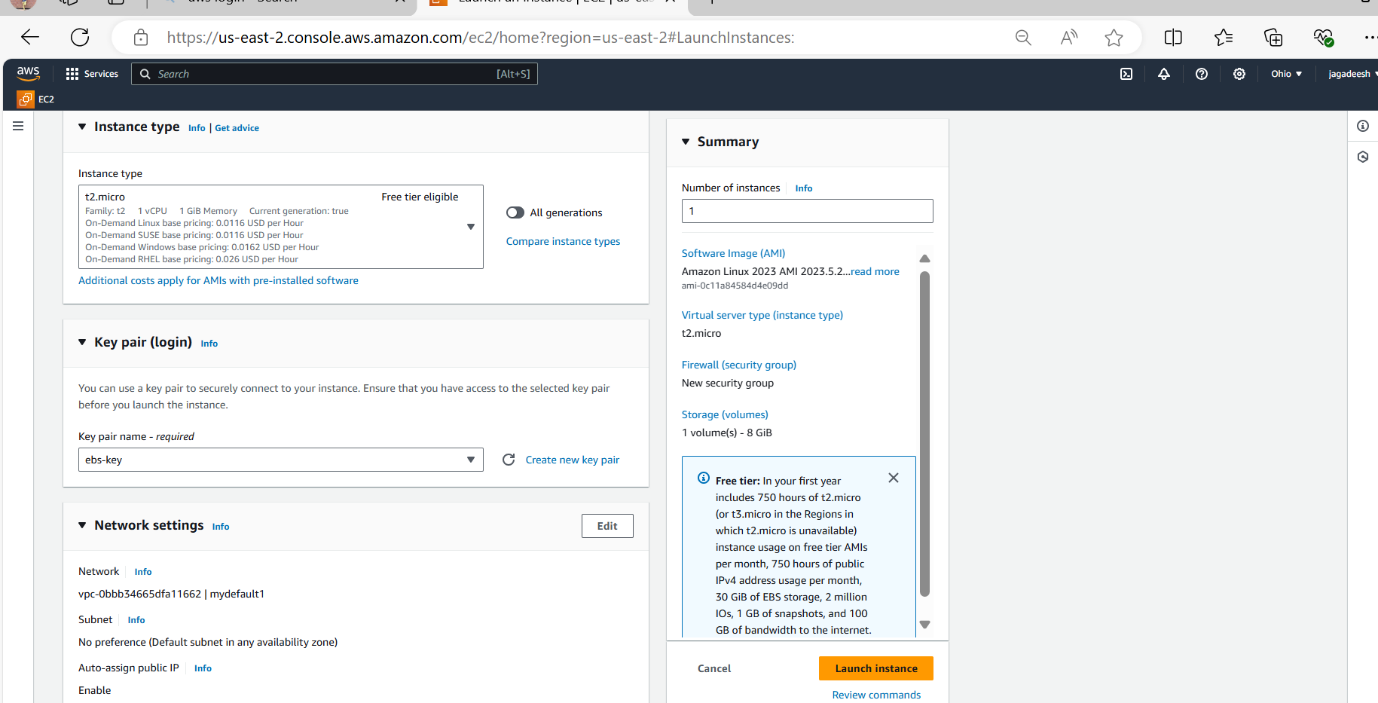 aws login - Search
Launch an instance | EC2 | us-eas
https://us-east-2.console.aws.amazon.com/ec2/home?region=us-east-2#LaunchInstances:
aws
Services
Search
[Alt+S]
Ohio
jagadeesh
EC2
Instance type
Info | Get advice
Instance type
t2.micro
Free tier eligible
Family: t2 1 vCPU 1 GiB Memory Current generation: true
On-Demand Linux base pricing: 0.0116 USD per Hour
On-Demand SUSE base pricing: 0.0116 USD per Hour
On-Demand Windows base pricing: 0.0162 USD per Hour
On-Demand RHEL base pricing: 0.026 USD per Hour
All generations
Compare instance types
Additional costs apply for AMIs with pre-installed software
Key pair (login) Info
You can use a key pair to securely connect to your instance. Ensure that you have access to the selected key pair
before you launch the instance.
Key pair name - required
ebs-key
Create new key pair
Network settings Info
Edit
Network Info
vpc-0bbb34665dfa11662 | mydefault1
Subnet Info
No preference (Default subnet in any availability zone)
Auto-assign public IP Info
Enable
Summary
Number of instances Info
1
Software Image (AMI)
Amazon Linux 2023 AMI 2023.5.2...read more
ami-0c11a84584d4e09dd
Virtual server type (instance type)
t2.micro
Firewall (security group)
New security group
Storage (volumes)
1 volume(s) - 8 GiB
Free tier: In your first year
includes 750 hours of t2.micro
(or t3.micro in the Regions in
which t2.micro is unavailable)
instance usage on free tier AMIs
per month, 750 hours of public
IPv4 address usage per month,
30 GiB of EBS storage, 2 million
IOs, 1 GB of snapshots, and 100
GB of bandwidth to the internet.
Cancel
Launch instance
Review commands